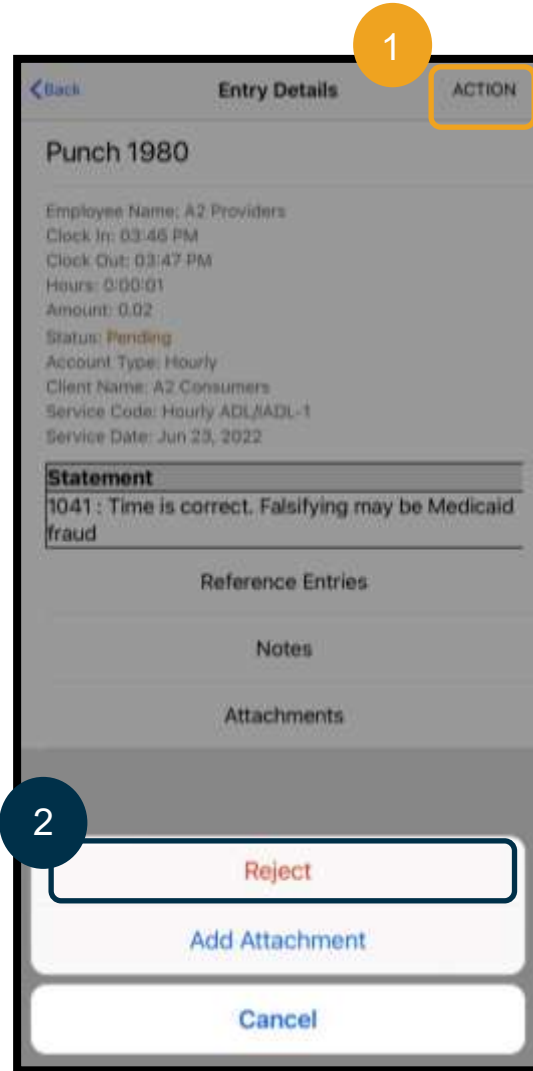 1
Back
Entry Details
ACTION
Punch 1980
Employee Name: A2 Providers
Clock In: 03:46 PM
Clock Out: 03:47 PM
Hours: 0:00:01
Amount: 0.02
Status: Pending
Account Type: Hourly
Client Name: A2 Consumers
Service Code: Hourly ADL/IADL-1
Service Date: Jun 23, 2022
Statement
1041 : Time is correct. Falsifying may be Medicaid
fraud
Reference Entries
Notes
Attachments
2
Reject
Add Attachment
Cancel